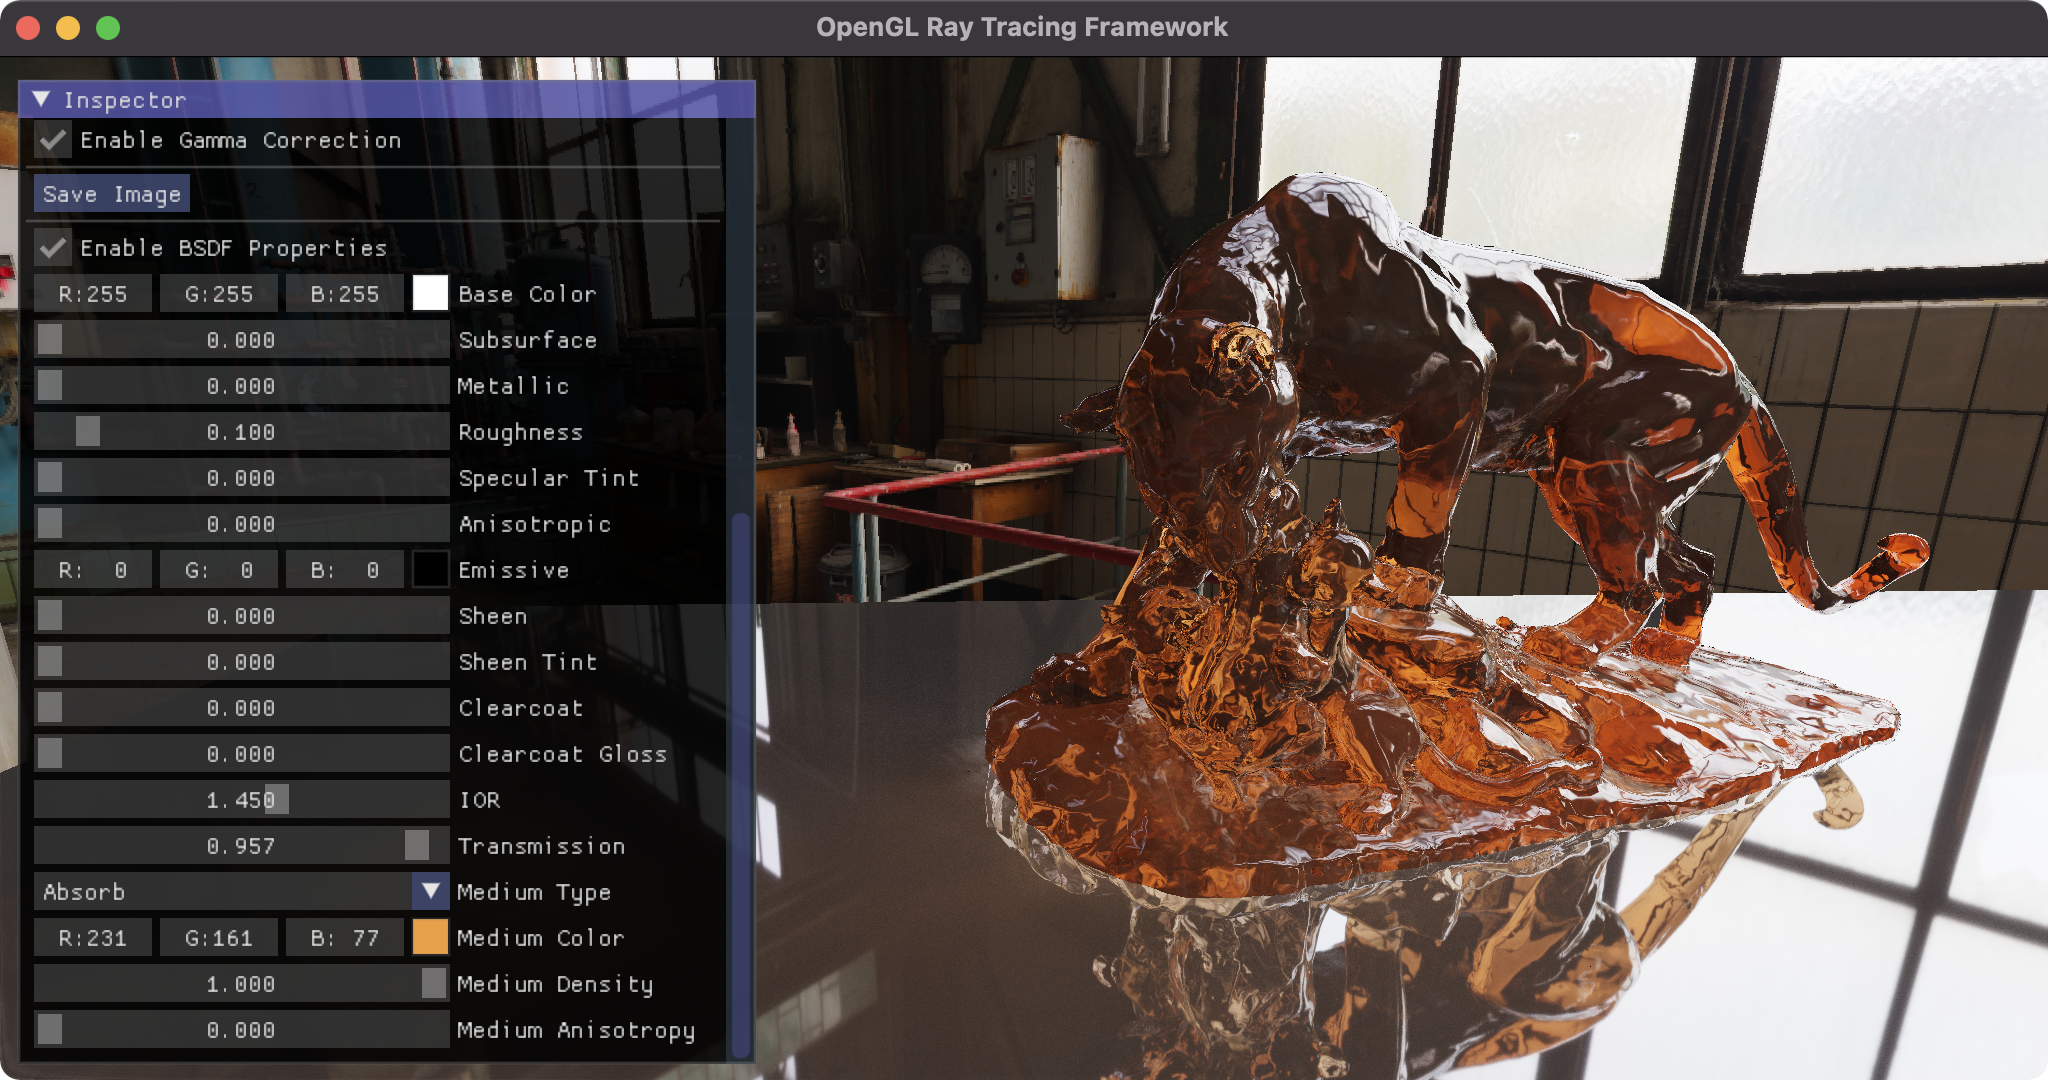 OpenGL Ray Tracing Framework
Inspector
Enable Gamma Correction
Save Image
Enable BSDF Properties
R:255 G:255 B:255 Base Color
0.000 Subsurface
0.000 Metallic
0.100 Roughness
0.000 Specular Tint
0.000 Anisotropic
R: 0 G: 0 B: 0 Emissive
0.000 Sheen
0.000 Sheen Tint
0.000 Clearcoat
0.000 Clearcoat Gloss
1.450 IOR
0.957 Transmission
Absorb Medium Type
R:231 G:161 B: 77 Medium Color
1.000 Medium Density
0.000 Medium Anisotropy